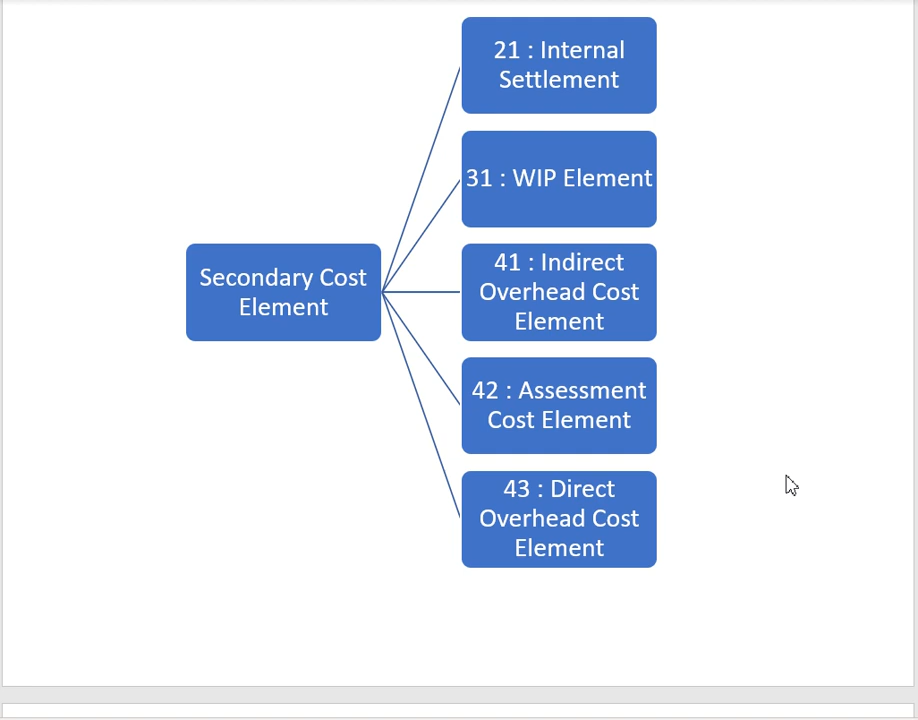 21 : Internal
Settlement
31 : WIP Element
Secondary Cost
Element
41 : Indirect
Overhead Cost
Element
42 : Assessment
Cost Element
43 : Direct
Overhead Cost
Element